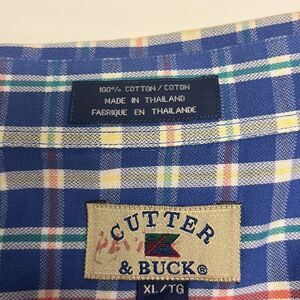 100% COTTON/COTON
MADE IN THAILAND
FABRIQUE EN THAILANDE
CUTTER
& BUCK®
XL/TG